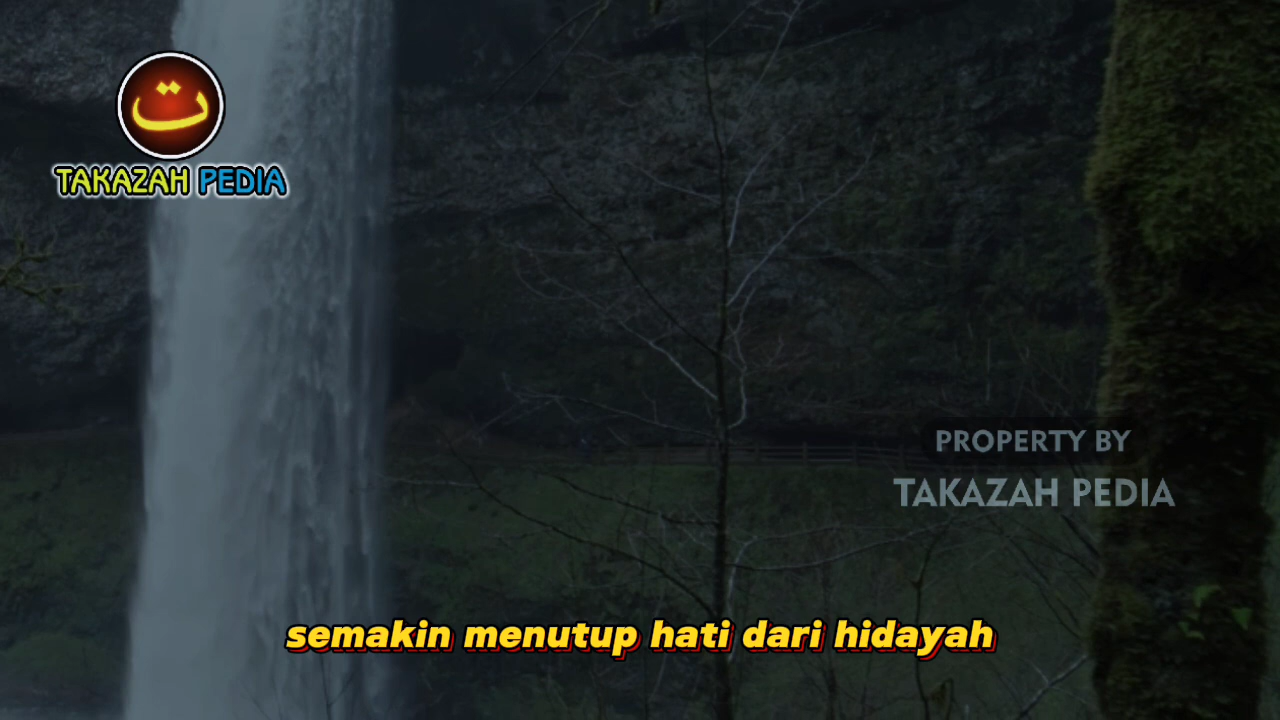 ت
TAKAZAH PEDIA
PROPERTY BY
TAKAZAH PEDIA
semakin menutup hati dari hidayah